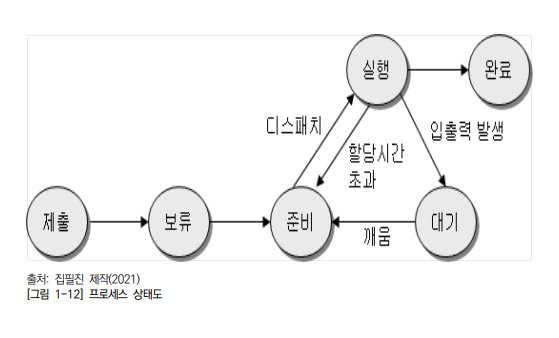 실행
완료
디스패치
할당시간
초과
입출력 발생
제출
보류
준비
대기
깨움
출처: 집필진 제작(2021)
[그림 1-12] 프로세스 상태도